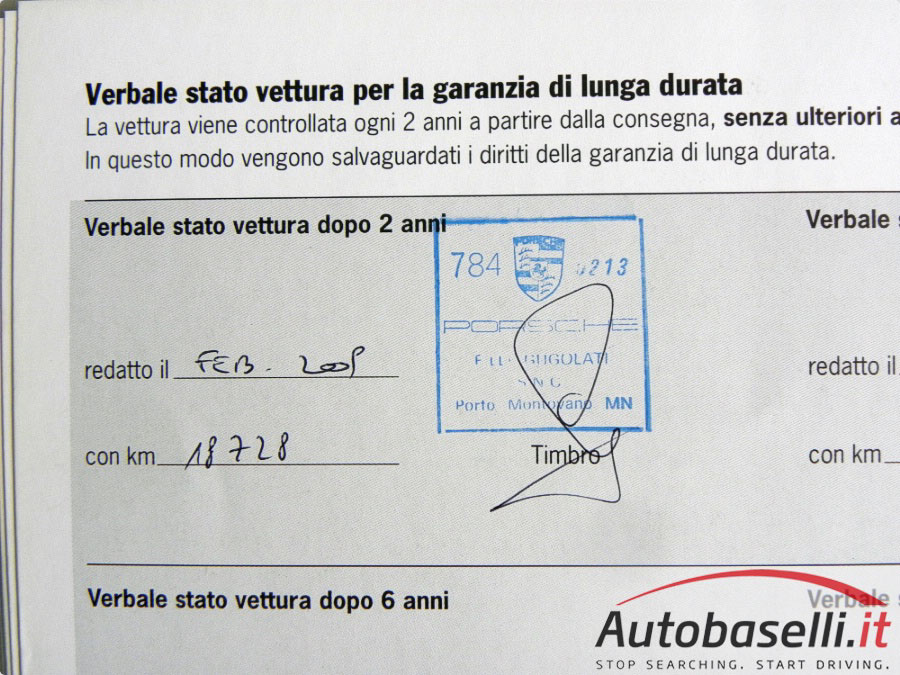 Verbale stato vettura per la garanzia di lunga durata
La vettura viene controllata ogni 2 anni a partire dalla consegna, senza ulteriori a
In questo modo vengono salvaguardati i diritti della garanzia di lunga durata.
Verbale stato vettura dopo 2 anni
Verbale
784 0213
PORSCHE
F.LLI GUGOLATI
S N C
Porto Mantovano MN
redatto il FEB.
redatto il
con km 18728
Timbro
con km
Verbale stato vettura dopo 6 anni
Verbale
Autobaselli.it
STOP SEARCHING. START DRIVING.